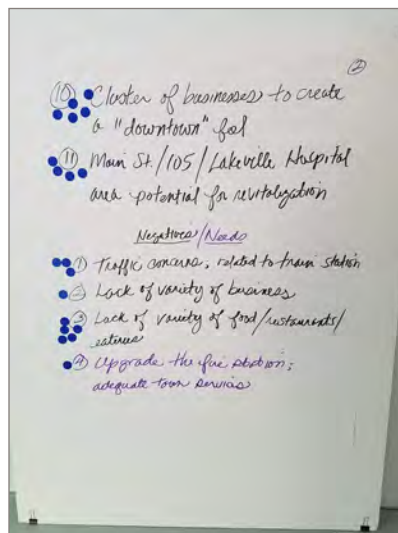 ②
⑩ Cluster of businesses to create
a "downtown" feel
⑪ Main St./105/Lakeville Hospital
area potential for revitalization
Negatives/Needs
① Traffic concerns, related to train station
② Lack of variety of business
③ Lack of variety of food/restaurants/
eateries
④ Upgrade the fire station;
adequate town services